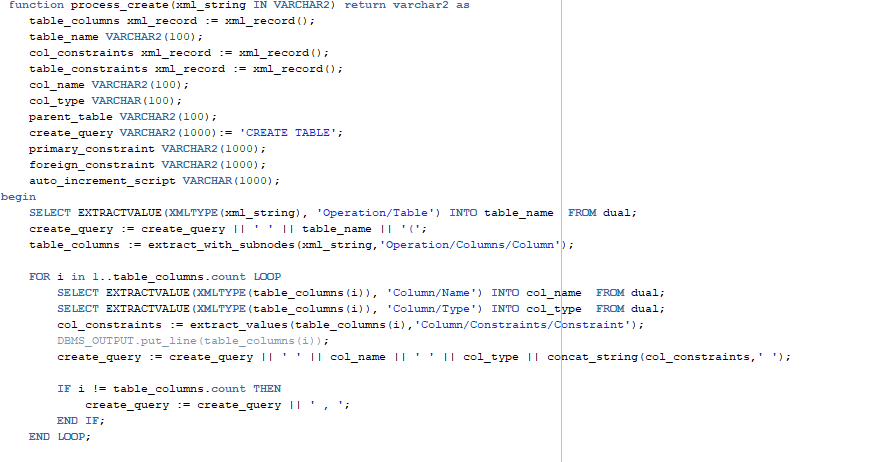 function process_create(xml_string IN VARCHAR2) return varchar2 as
table_columns xml_record := xml_record();
table_name VARCHAR2(100);
col_constraints xml_record := xml_record();
table_constraints xml_record := xml_record();
col_name VARCHAR2(100);
col_type VARCHAR(100);
parent_table VARCHAR2(100);
create_query VARCHAR2(1000):= 'CREATE TABLE';
primary_constraint VARCHAR2(1000);
foreign_constraint VARCHAR2(1000);
auto_increment_script VARCHAR(1000);
begin
SELECT EXTRACTVALUE(XMLTYPE(xml_string), 'Operation/Table') INTO table_name  FROM dual;
create_query := create_query || ' ' || table_name || '(';
table_columns := extract_with_subnodes(xml_string,'Operation/Columns/Column');
FOR i in 1..table_columns.count LOOP
SELECT EXTRACTVALUE(XMLTYPE(table_columns(i)), 'Column/Name') INTO col_name  FROM dual;
SELECT EXTRACTVALUE(XMLTYPE(table_columns(i)), 'Column/Type') INTO col_type  FROM dual;
col_constraints := extract_values(table_columns(i),'Column/Constraints/Constraint');
DBMS_OUTPUT.put_line(table_columns(i));
create_query := create_query || ' ' || col_name || ' ' || col_type || concat_string(col_constraints,' ');
IF i != table_columns.count THEN
create_query := create_query || ' , ';
END IF;
END LOOP;